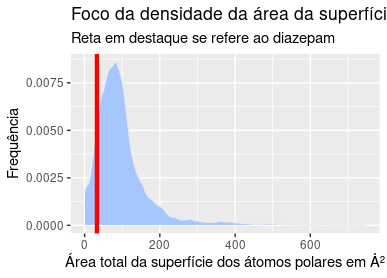 Foco da densidade da área da superfíci
Reta em destaque se refere ao diazepam
0.0075
0.0050
0.0025
0.0000
Frequência
0 200 400 600
Área total da superfície dos átomos polares em Å²